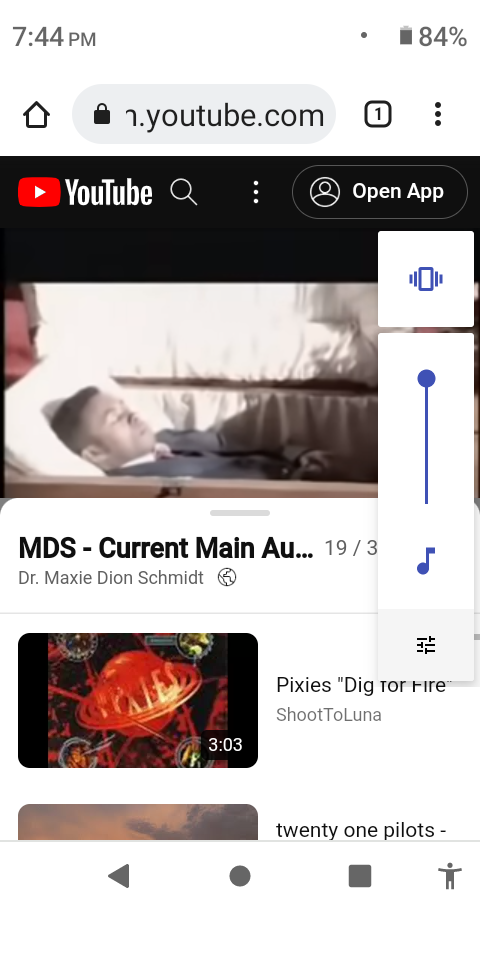 7:44 PM
84%
n.youtube.com
1
YouTube
Open App
MDS - Current Main Au... 19 / 3
Dr. Maxie Dion Schmidt
PIXIES
3:03
Pixies "Dig for Fire"
ShootToLuna
twenty one pilots -